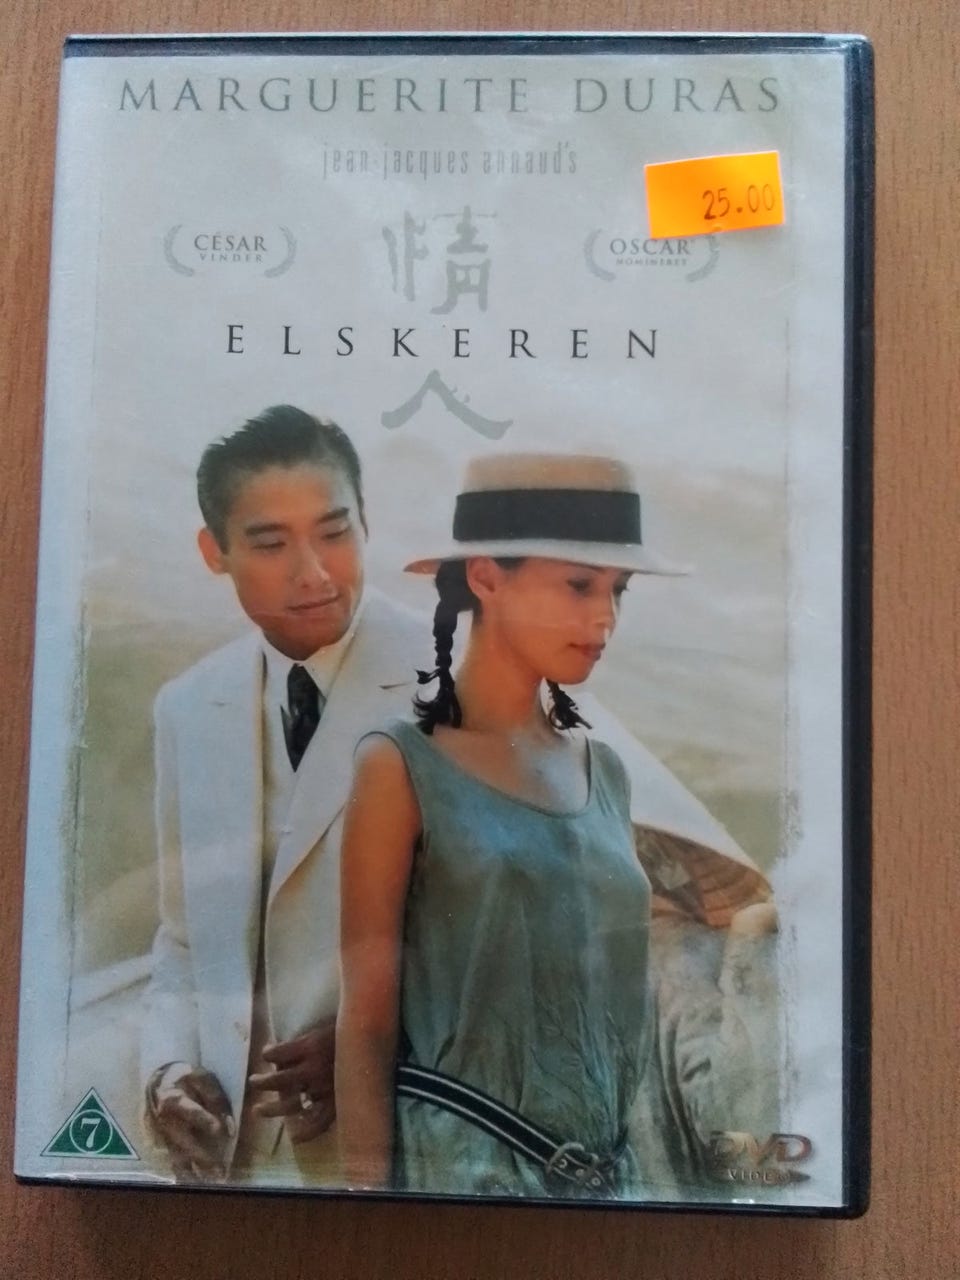 MARGUERITE DURAS
jean-jacques annaud's
25.00
CÉSAR
VINDER
情
OSCAR®
NOMINERET
ELSKEREN
人
7
DVD
VIDEO